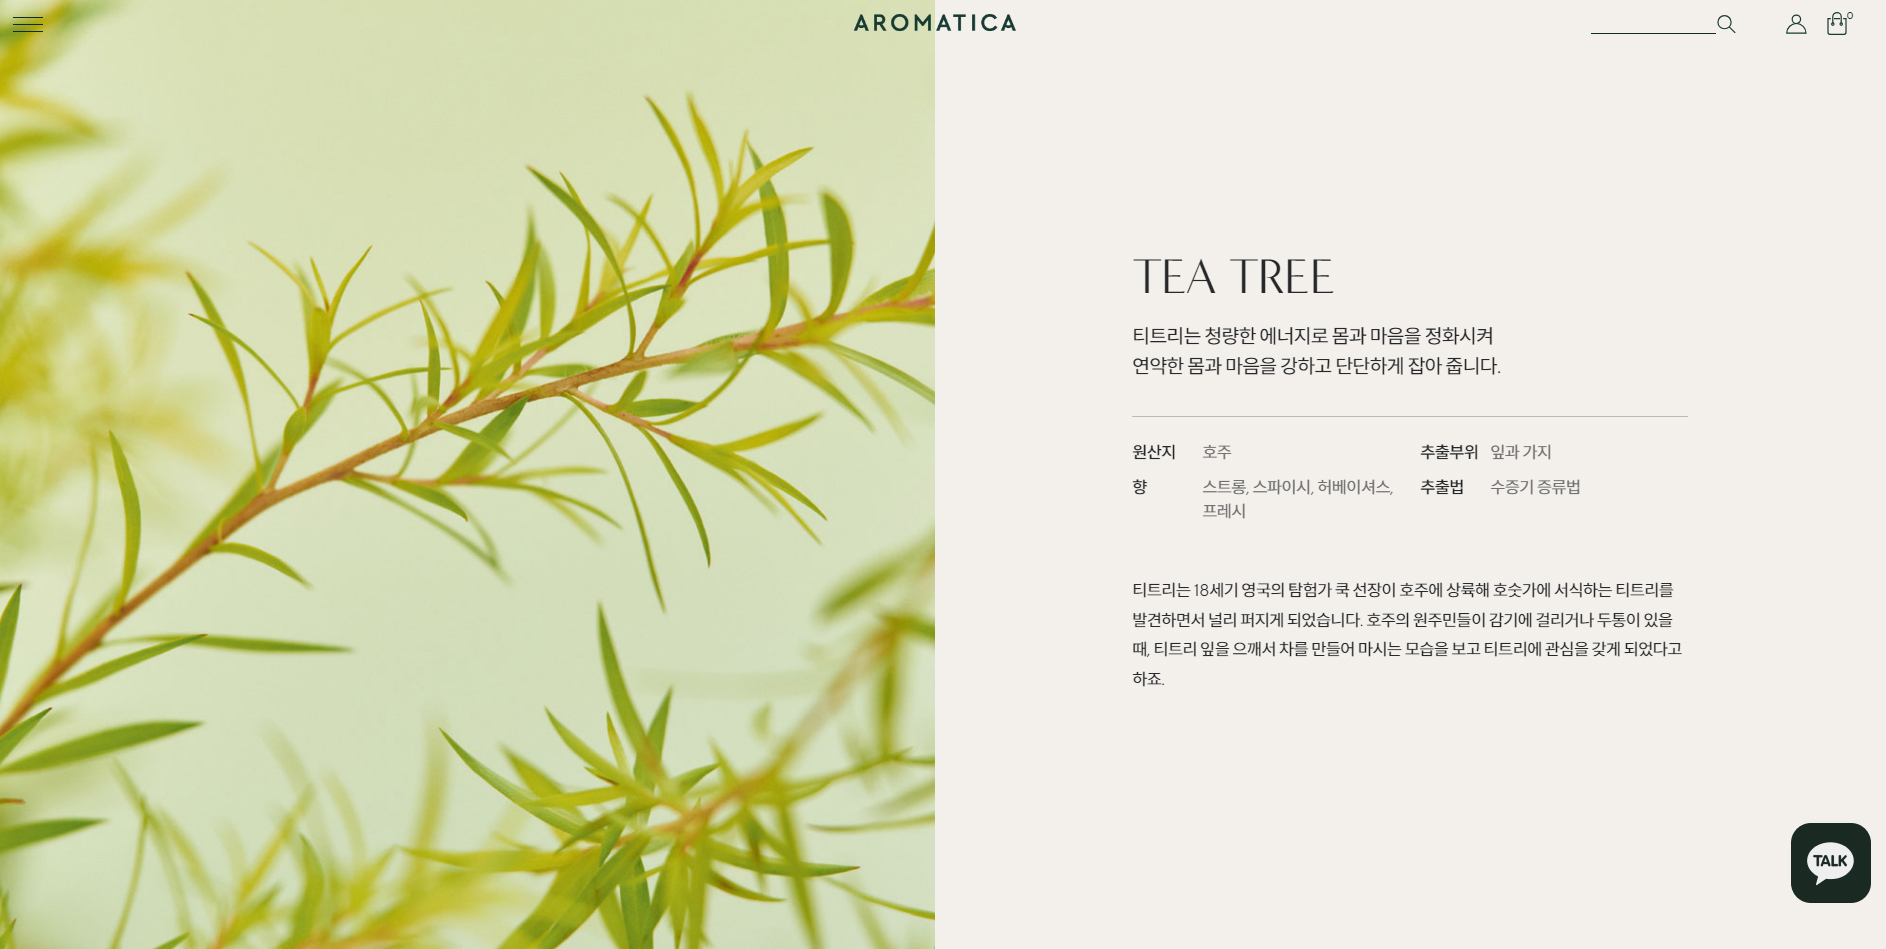 AROMATICA
0
TEA TREE
티트리는 청량한 에너지로 몸과 마음을 정화시켜
연약한 몸과 마음을 강하고 단단하게 잡아 줍니다.
원산지 호주 추출부위 잎과 가지
향 스트롱, 스파이시, 허베이셔스, 추출법 수증기 증류법
프레시
티트리는 18세기 영국의 탐험가 쿡 선장이 호주에 상륙해 호숫가에 서식하는 티트리를
발견하면서 널리 퍼지게 되었습니다. 호주의 원주민들이 감기에 걸리거나 두통이 있을
때, 티트리 잎을 으깨서 차를 만들어 마시는 모습을 보고 티트리에 관심을 갖게 되었다고
하죠.
TALK